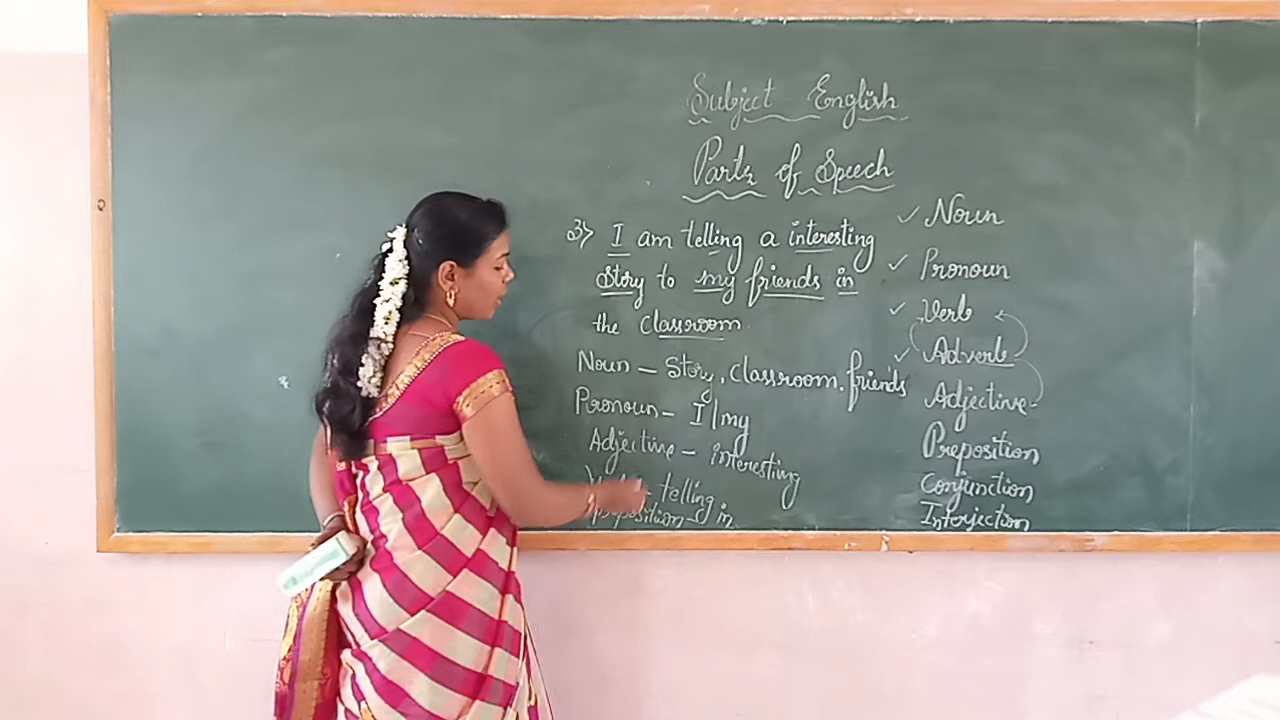 Subject English
Parts of Speech
3) I am telling a interesting
story to my friends in
the classroom.
Noun – Story, classroom, friends
Pronoun – I/my
Adjective – interesting
– telling
preposition – in
✓ Noun
✓ Pronoun
✓ Verb
✓ Adverb
Adjective
Preposition
Conjunction
Interjection